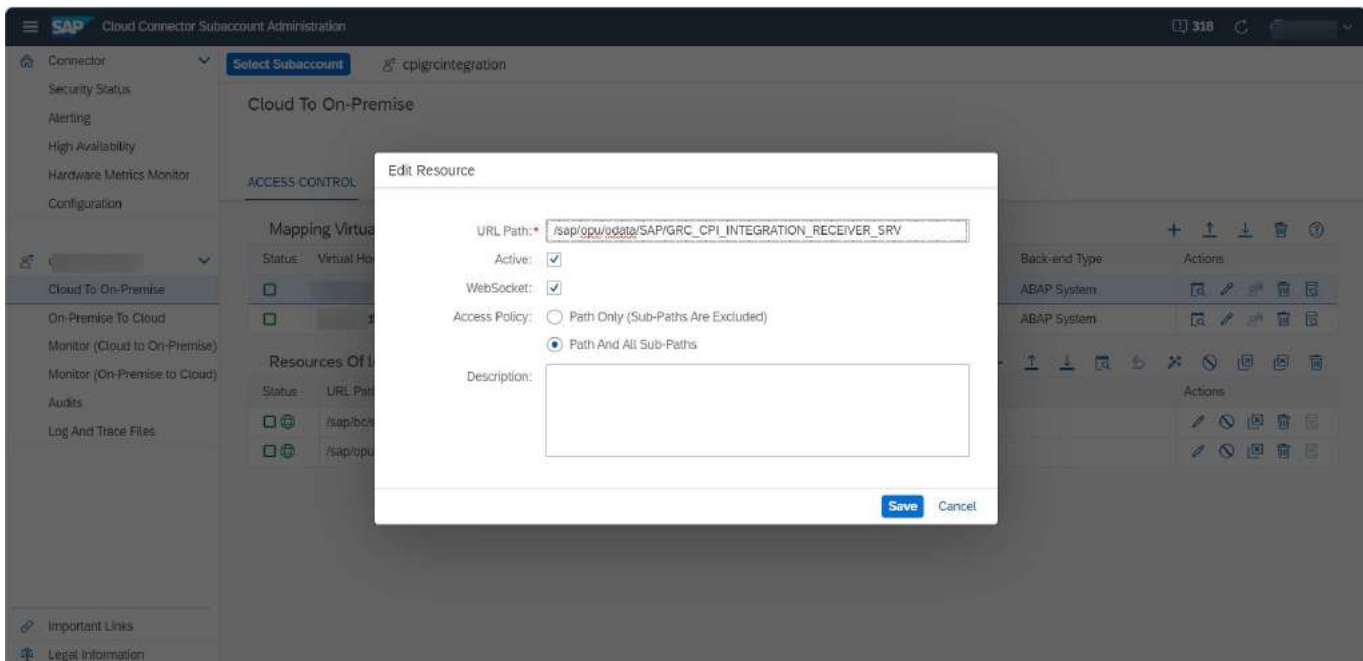 SAP Cloud Connector Subaccount Administration 318
Connector
Security Status
Alerting
High Availability
Hardware Metrics Monitor
Configuration
Cloud To On-Premise
On-Premise To Cloud
Monitor (Cloud to On-Premise)
Monitor (On-Premise to Cloud)
Audits
Log And Trace Files
Important Links
Legal Information
Select Subaccount cpigrcintegration
Cloud To On-Premise
ACCESS CONTROL
Mapping Virtua
Status Virtual Ho Back-end Type Actions
ABAP System
ABAP System
Resources Of
Status URL Pat Actions
/sap/bc/s
/sap/opu
Edit Resource
URL Path:* /sap/opu/odata/SAP/GRC_CPI_INTEGRATION_RECEIVER_SRV
Active:
WebSocket:
Access Policy: Path Only (Sub-Paths Are Excluded)
Path And All Sub-Paths
Description:
Save Cancel